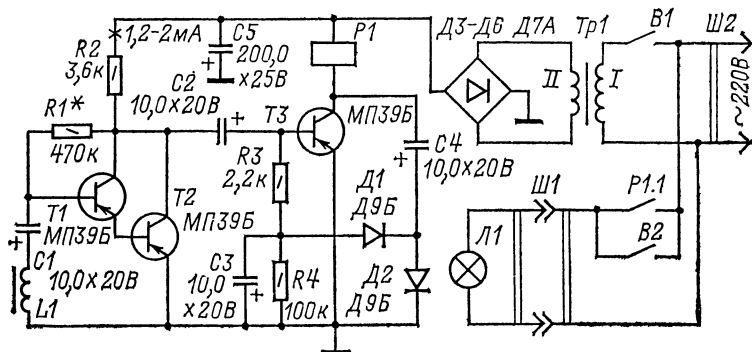 1,2-2мА
R2
3,6к
R1*
470к
C5
200,0
×25В
C2
10,0×20В
P1
T3
МП39Б
Д3-Д6 Д7А
Тр1
II
I
В1
Ш2
~220В
R3
2,2к
C4
10,0×20В
T1
МП39Б
T2
МП39Б
C1
10,0×20В
L1
C3
10,0
×20В
R4
100к
Д1
Д9Б
Д2
Д9Б
Ш1
Л1
P1.1
В2